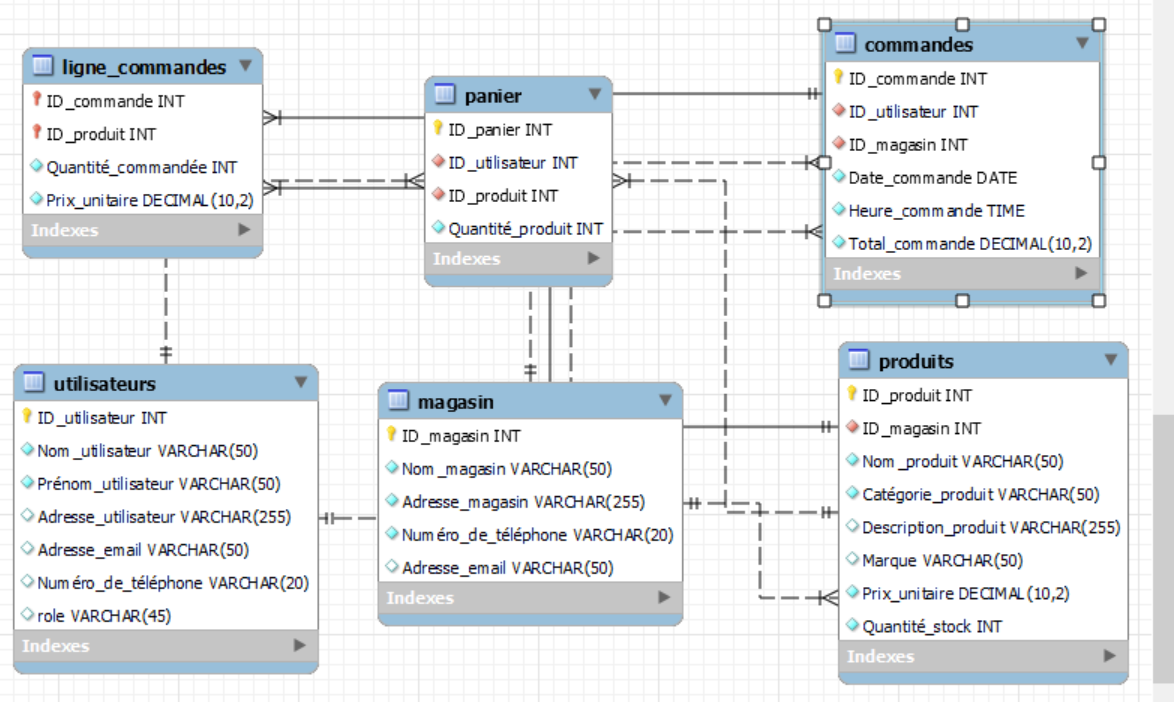 ligne_commandes
ID_commande INT
ID_produit INT
Quantité_commandée INT
Prix_unitaire DECIMAL(10,2)
Indexes
panier
ID_panier INT
ID_utilisateur INT
ID_produit INT
Quantité_produit INT
Indexes
commandes
ID_commande INT
ID_utilisateur INT
ID_magasin INT
Date_commande DATE
Heure_commande TIME
Total_commande DECIMAL(10,2)
Indexes
utilisateurs
ID_utilisateur INT
Nom_utilisateur VARCHAR(50)
Prénom_utilisateur VARCHAR(50)
Adresse_utilisateur VARCHAR(255)
Adresse_email VARCHAR(50)
Numéro_de_téléphone VARCHAR(20)
role VARCHAR(45)
Indexes
magasin
ID_magasin INT
Nom_magasin VARCHAR(50)
Adresse_magasin VARCHAR(255)
Numéro_de_téléphone VARCHAR(20)
Adresse_email VARCHAR(50)
Indexes
produits
ID_produit INT
ID_magasin INT
Nom_produit VARCHAR(50)
Catégorie_produit VARCHAR(50)
Description_produit VARCHAR(255)
Marque VARCHAR(50)
Prix_unitaire DECIMAL(10,2)
Quantité_stock INT
Indexes